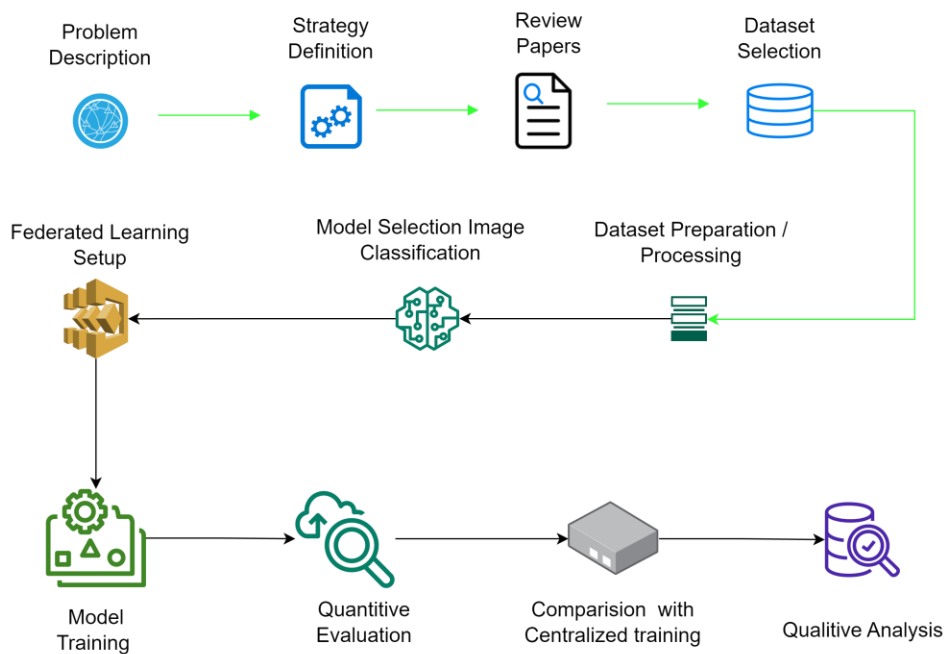 Problem
Description
Strategy
Definition
Review
Papers
Dataset
Selection
Dataset Preparation /
Processing
Model Selection Image
Classification
Federated Learning
Setup
Model
Training
Quantitive
Evaluation
Comparision with
Centralized training
Qualitive Analysis